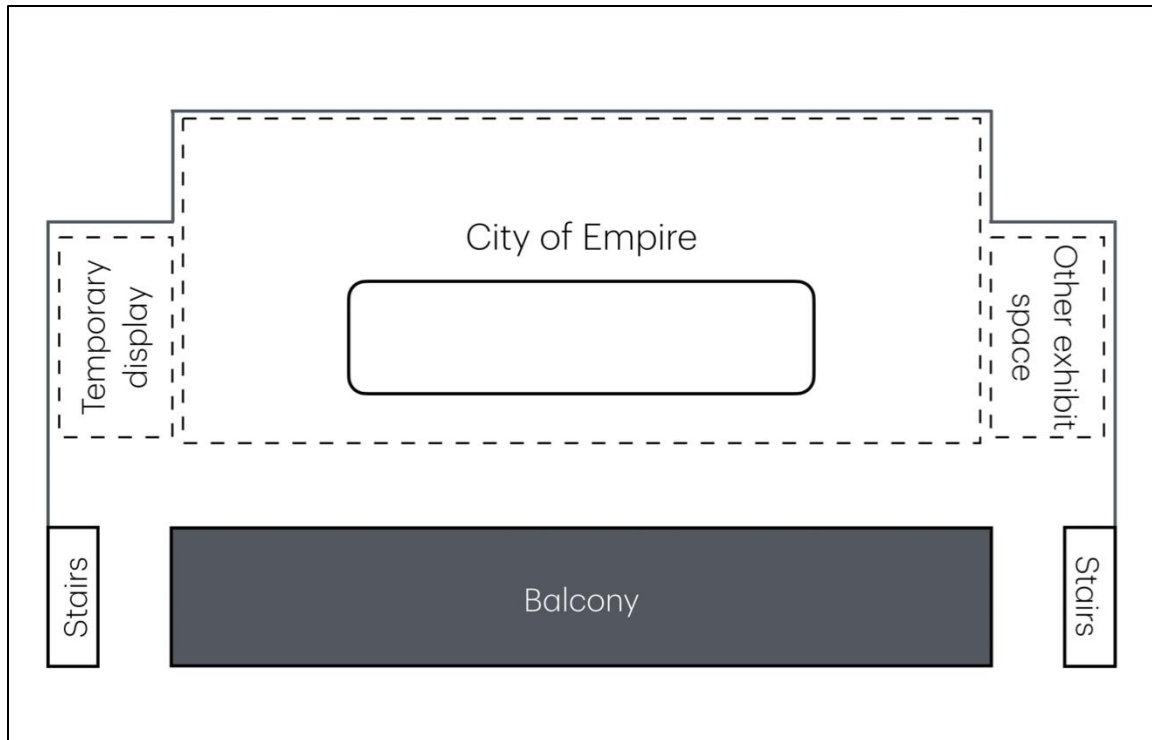 City of Empire
Temporary
display
Other exhibit
space
Stairs
Balcony
Stairs